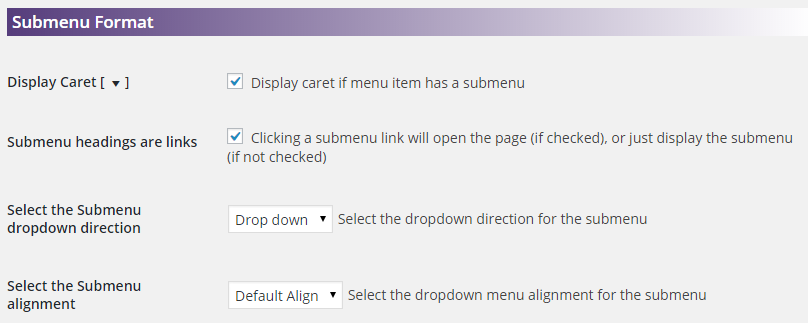 Submenu Format
Display Caret [ ▼ ]
Display caret if menu item has a submenu
Submenu headings are links
Clicking a submenu link will open the page (if checked), or just display the submenu
(if not checked)
Select the Submenu
dropdown direction
Drop down ▼ Select the dropdown direction for the submenu
Select the Submenu
alignment
Default Align ▼ Select the dropdown menu alignment for the submenu